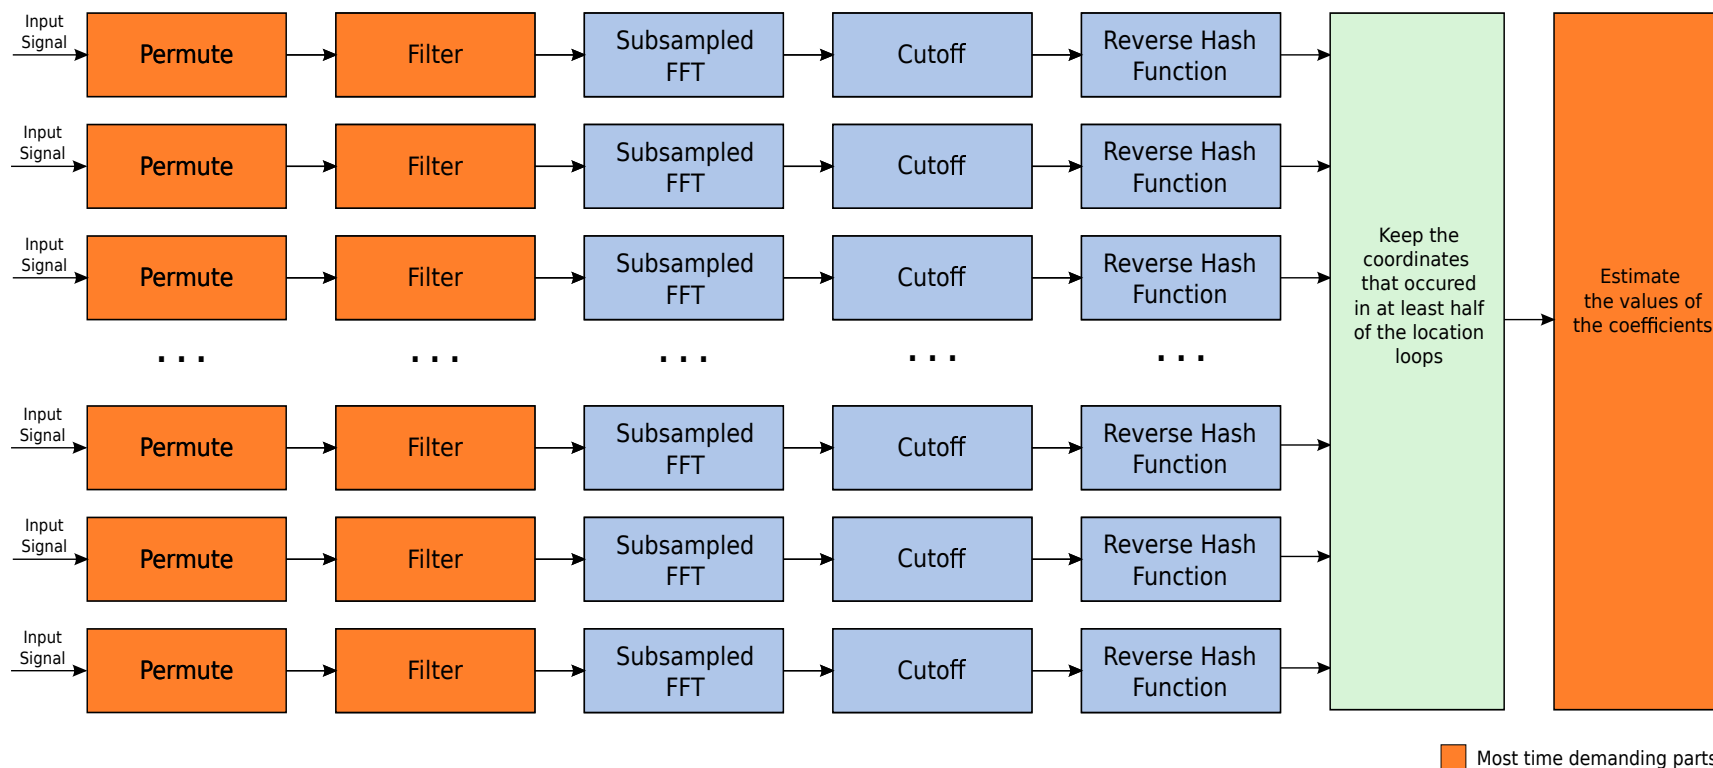 Input
Signal
Permute
Filter
Subsampled
FFT
Cutoff
Reverse Hash
Function
Input
Signal
Permute
Filter
Subsampled
FFT
Cutoff
Reverse Hash
Function
Input
Signal
Permute
Filter
Subsampled
FFT
Cutoff
Reverse Hash
Function
. . .
. . .
. . .
. . .
. . .
Input
Signal
Permute
Filter
Subsampled
FFT
Cutoff
Reverse Hash
Function
Input
Signal
Permute
Filter
Subsampled
FFT
Cutoff
Reverse Hash
Function
Input
Signal
Permute
Filter
Subsampled
FFT
Cutoff
Reverse Hash
Function
Keep the
coordinates
that occured
in at least half
of the location
loops
Estimate
the values of
the coefficients
Most time demanding parts